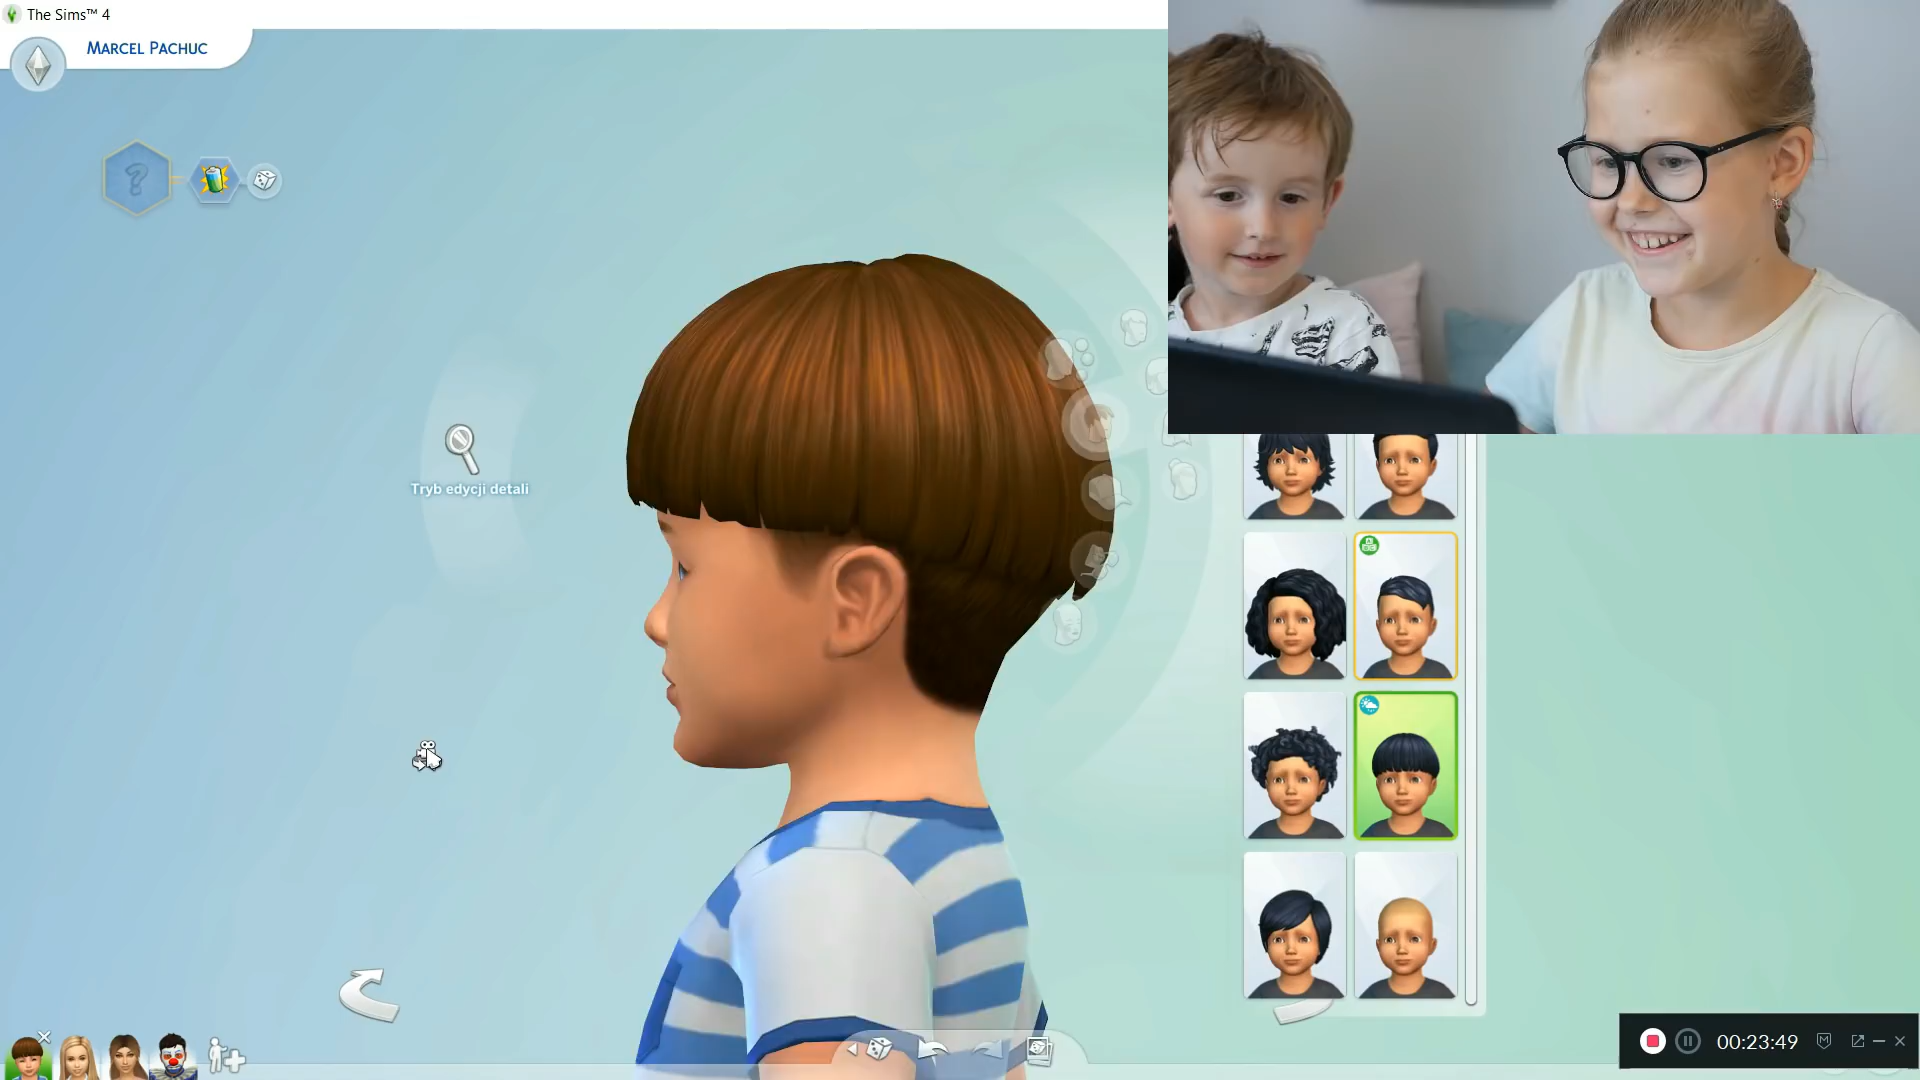 The Sims™ 4
MARCEL PACHUC
Tryb edycji detali
00:23:49